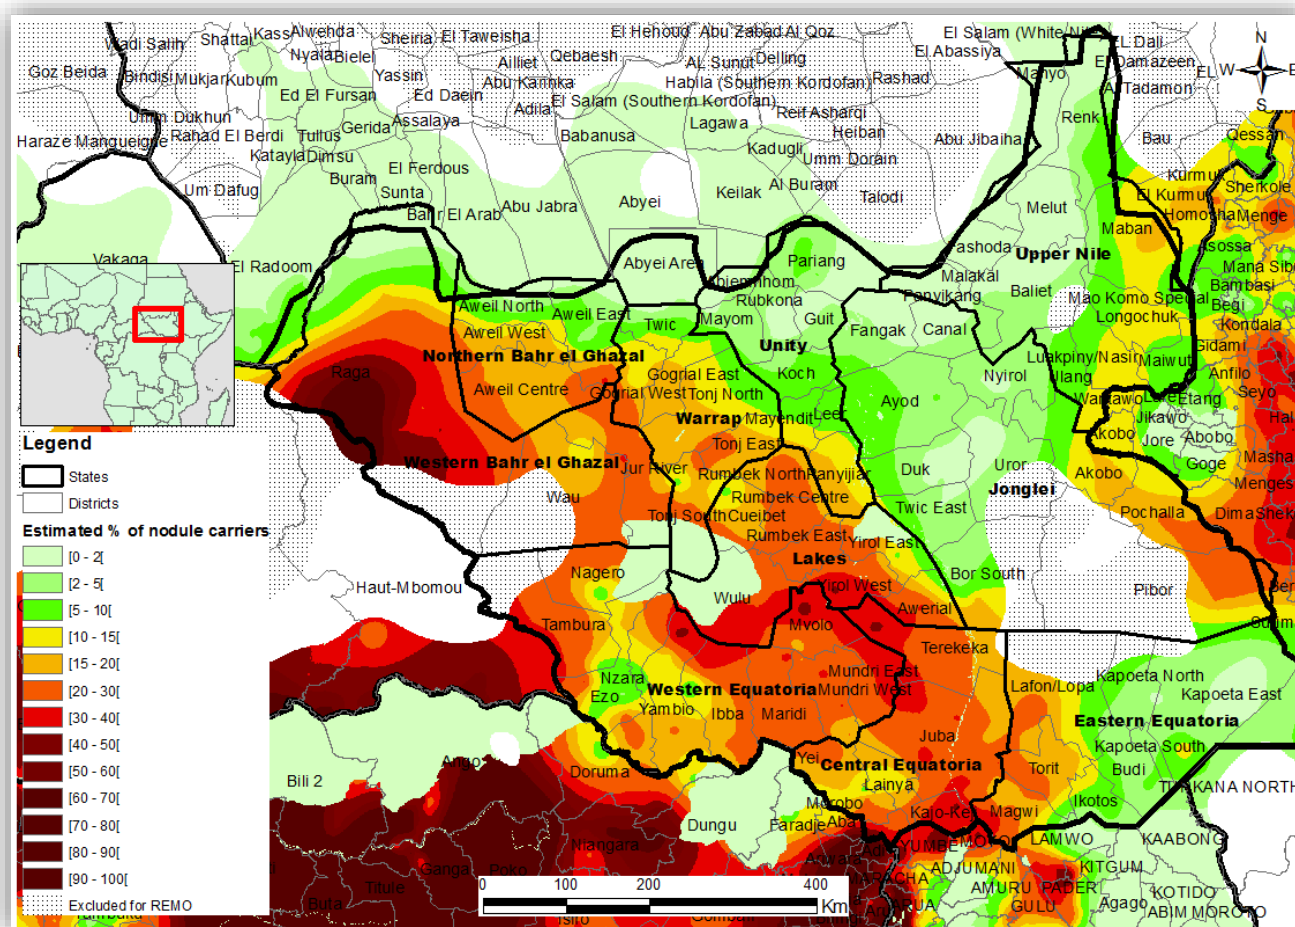 Wadi Salih
Shattai
Kass
Alwehda
Sheiria
El Taweisha
El Hehoud
Abu Zabad
Al Qoz
El Salam (White Nile)
EL Dali
N
Goz Beida
Bindisi
Mukjar
Kubum
Nyala
Bielel
Yassin
Ailliet
Qebaesh
AL Sunut
Delling
El Abassiya
El Damazeen
EL
W
E
S
Abu Karinka
Habila (Southern Kordofan)
Rashad
Manyo
Al Tadamon
Ed El Fursan
Ed Daein
Adila
El Salam (Southern Kordofan)
Umm Dukhun
Rahad El Berdi
Tullus
Gerida
Assalaya
Babanusa
Lagawa
Reif Asharqi
Heiban
Renk
Bau
Qessan
Haraze Mangueigne
Katayla
Dimsu
El Ferdous
Kadugli
Umm Dorain
Abu Jibaiha
Um Dafug
Buram
Sunta
Abyei
Keilak
Al Buram
Talodi
Kurmuk
El Kurmuk
Sherkole
Bahr El Arab
Abu Jabra
Melut
Homosha
Menge
Maban
Vakaga
El Radoom
Abyei Area
Pariang
Fashoda
Upper Nile
Asossa
Mana Sibu
Abiemnhom
Malakal
Bambasi
Rubkona
Panyikang
Baliet
Mao Komo Special
Begi
Aweil North
Aweil East
Twic
Mayom
Guit
Fangak
Canal
Longochuk
Kondala
Aweil West
Unity
Gidami
Northern Bahr el Ghazal
Luakpiny/Nasir
Maiwut
Raga
Gogrial East
Koch
Nyirol
Ulang
Anfilo
Aweil Centre
Gogrial West
Tonj North
Ayod
Wantawo
Lare
Etang
Seyo
Warrap
Mayendit
Leer
Jikawo
Akobo
Jore
Abobo
Tonj East
Legend
States
Districts
Western Bahr el Ghazal
Jur River
Rumbek North
Panyijiar
Duk
Uror
Akobo
Goge
Wau
Rumbek Centre
Jonglei
Tonj South
Cueibet
Twic East
Pochalla
Dima
Rumbek East
Yirol East
Estimated % of nodule carriers
[0 - 2[
[2 - 5[
[5 - 10[
[10 - 15[
[15 - 20[
[20 - 30[
[30 - 40[
[40 - 50[
[50 - 60[
[60 - 70[
[70 - 80[
[80 - 90[
[90 - 100[
Excluded for REMO
Lakes
Nagero
Bor South
Haut-Mbomou
Wulu
Yirol West
Pibor
Awerial
Tambura
Mvolo
Terekeka
Nzara
Mundri East
Kapoeta North
Ezo
Western Equatoria
Mundri West
Lafon/Lopa
Kapoeta East
Yambio
Ibba
Maridi
Eastern Equatoria
Juba
Kapoeta South
Ango
Yei
Central Equatoria
Torit
Budi
Bili 2
Doruma
Lainya
TURKANA NORTH
Morobo
Ikotos
Dungu
Faradje
Aba
Kajo-Keji
Magwi
Niangara
YUMBE
MOYO
LAMWO
KAABONG
Ganga
Poko
ADJUMANI
KITGUM
Titule
AMURU
PADER
KOTIDO
Buta
GULU
Agago
ABIM
MOROTO
0
100
200
400
Km